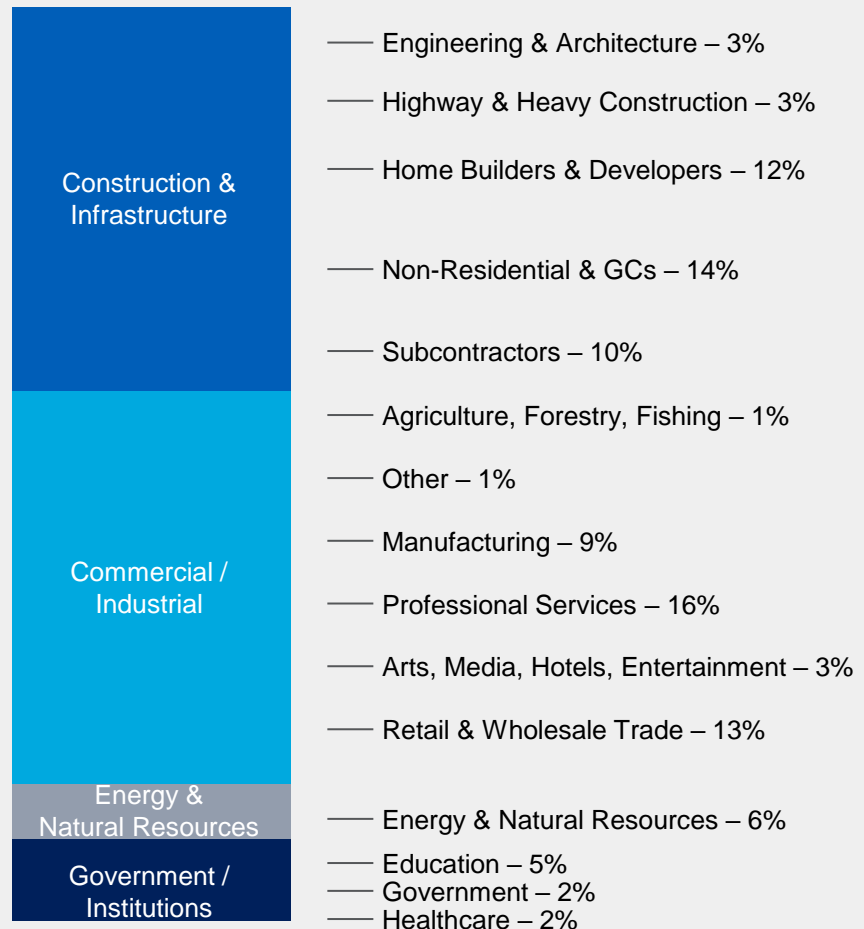 Construction &
Infrastructure
Engineering & Architecture – 3%
Highway & Heavy Construction – 3%
Home Builders & Developers – 12%
Non-Residential & GCs – 14%
Subcontractors – 10%
Commercial /
Industrial
Agriculture, Forestry, Fishing – 1%
Other – 1%
Manufacturing – 9%
Professional Services – 16%
Arts, Media, Hotels, Entertainment – 3%
Retail & Wholesale Trade – 13%
Energy &
Natural Resources
Energy & Natural Resources – 6%
Government /
Institutions
Education – 5%
Government – 2%
Healthcare – 2%